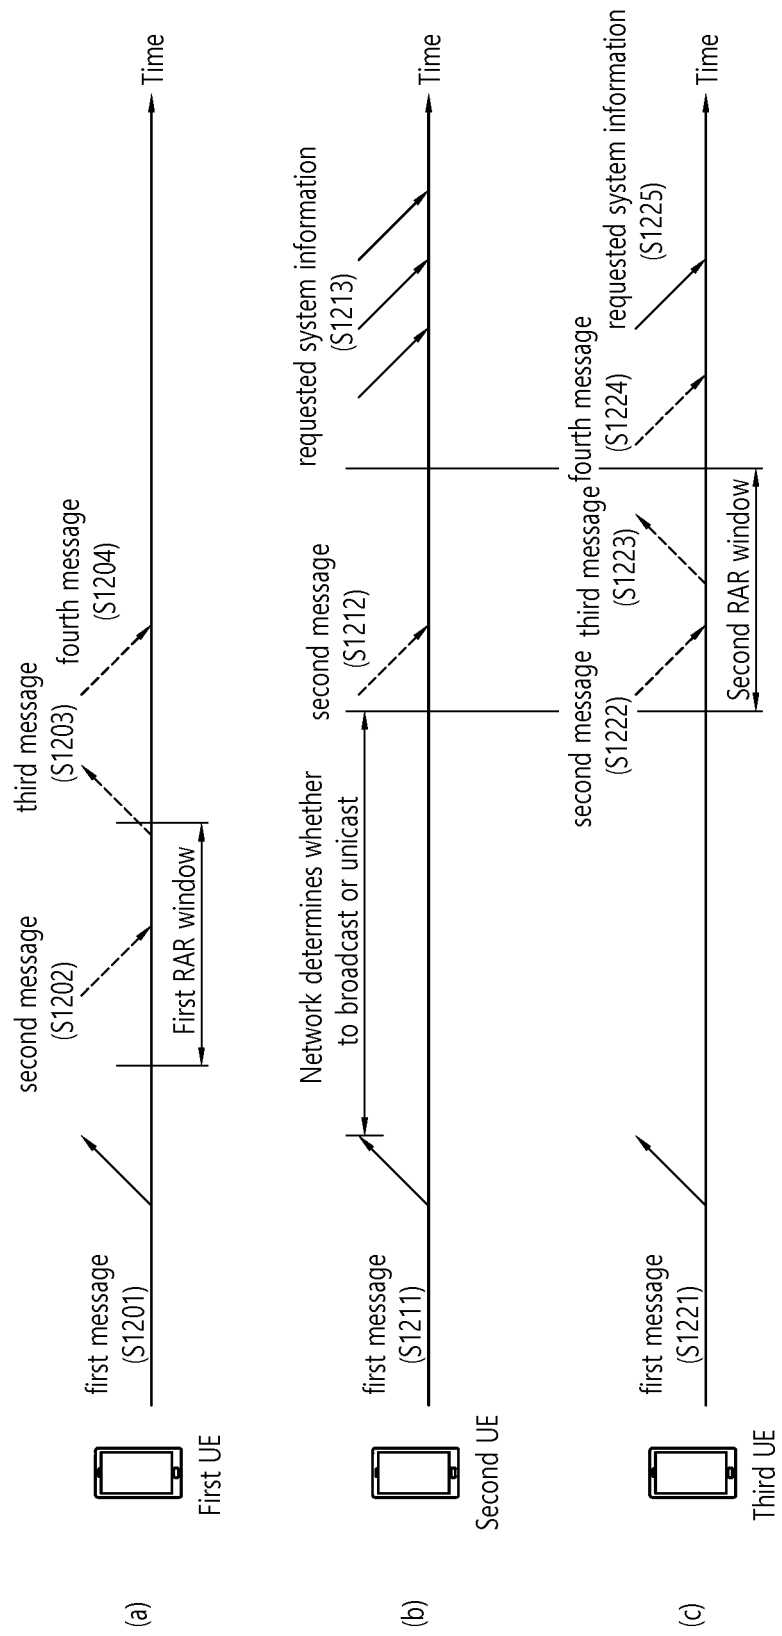 (a)
First UE
first message
(S1201)
second message
(S1202)
First RAR window
third message
(S1203)
fourth message
(S1204)
Time
(b)
Second UE
first message
(S1211)
Network determines whether
to broadcast or unicast
second message
(S1212)
requested system information
(S1213)
Time
(c)
Third UE
first message
(S1221)
second message
(S1222)
third message
(S1223)
Second RAR window
fourth message
(S1224)
requested system information
(S1225)
Time